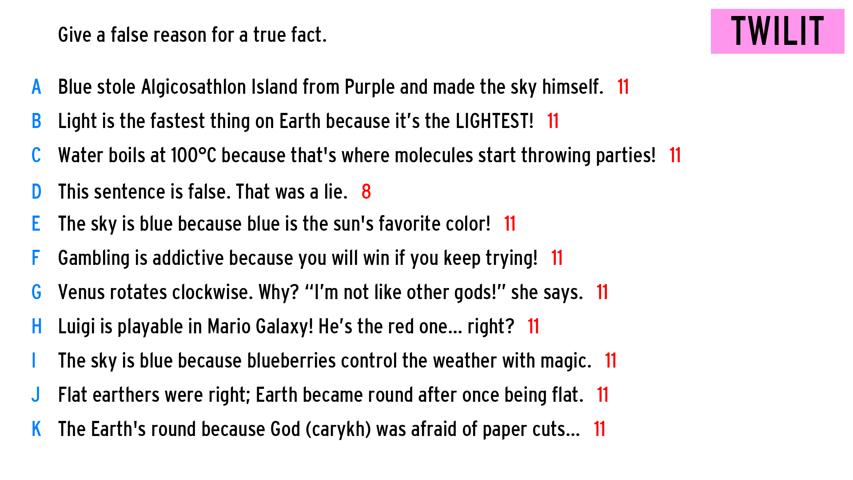 Give a false reason for a true fact.
TWILIT
A Blue stole Algicosathlon Island from Purple and made the sky himself. 11
B Light is the fastest thing on Earth because it’s the LIGHTEST! 11
C Water boils at 100°C because that's where molecules start throwing parties! 11
D This sentence is false. That was a lie. 8
E The sky is blue because blue is the sun's favorite color! 11
F Gambling is addictive because you will win if you keep trying! 11
G Venus rotates clockwise. Why? “I’m not like other gods!” she says. 11
H Luigi is playable in Mario Galaxy! He’s the red one... right? 11
I The sky is blue because blueberries control the weather with magic. 11
J Flat earthers were right; Earth became round after once being flat. 11
K The Earth's round because God (carykh) was afraid of paper cuts... 11